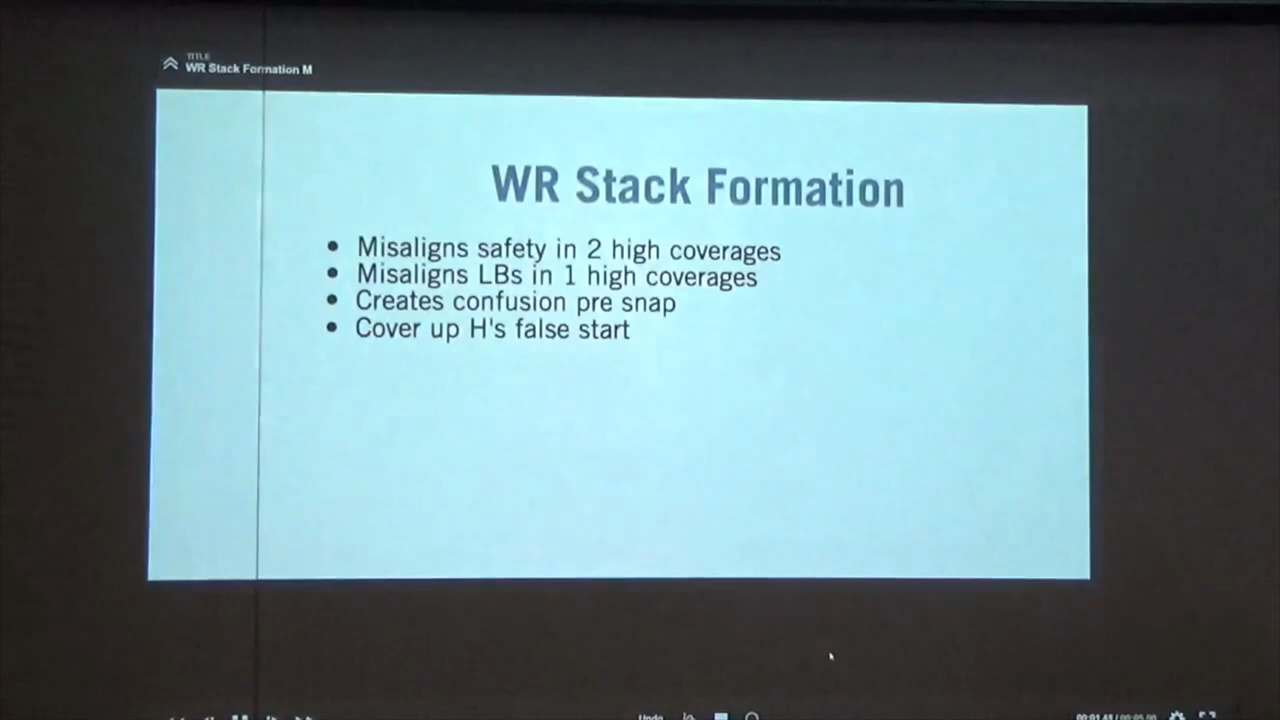 TITLE
WR Stack Formation M
WR Stack Formation
• Misaligns safety in 2 high coverages
• Misaligns LBs in 1 high coverages
• Creates confusion pre snap
• Cover up H's false start
Undo